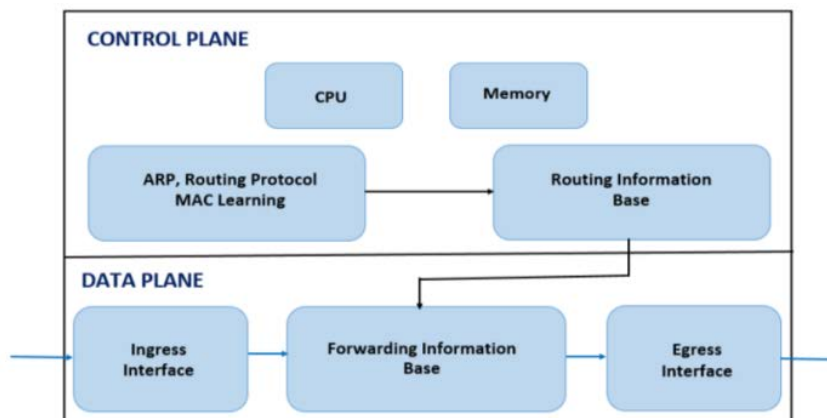 CONTROL PLANE
CPU
Memory
ARP, Routing Protocol
MAC Learning
Routing Information
Base
DATA PLANE
Ingress
Interface
Forwarding Information
Base
Egress
Interface